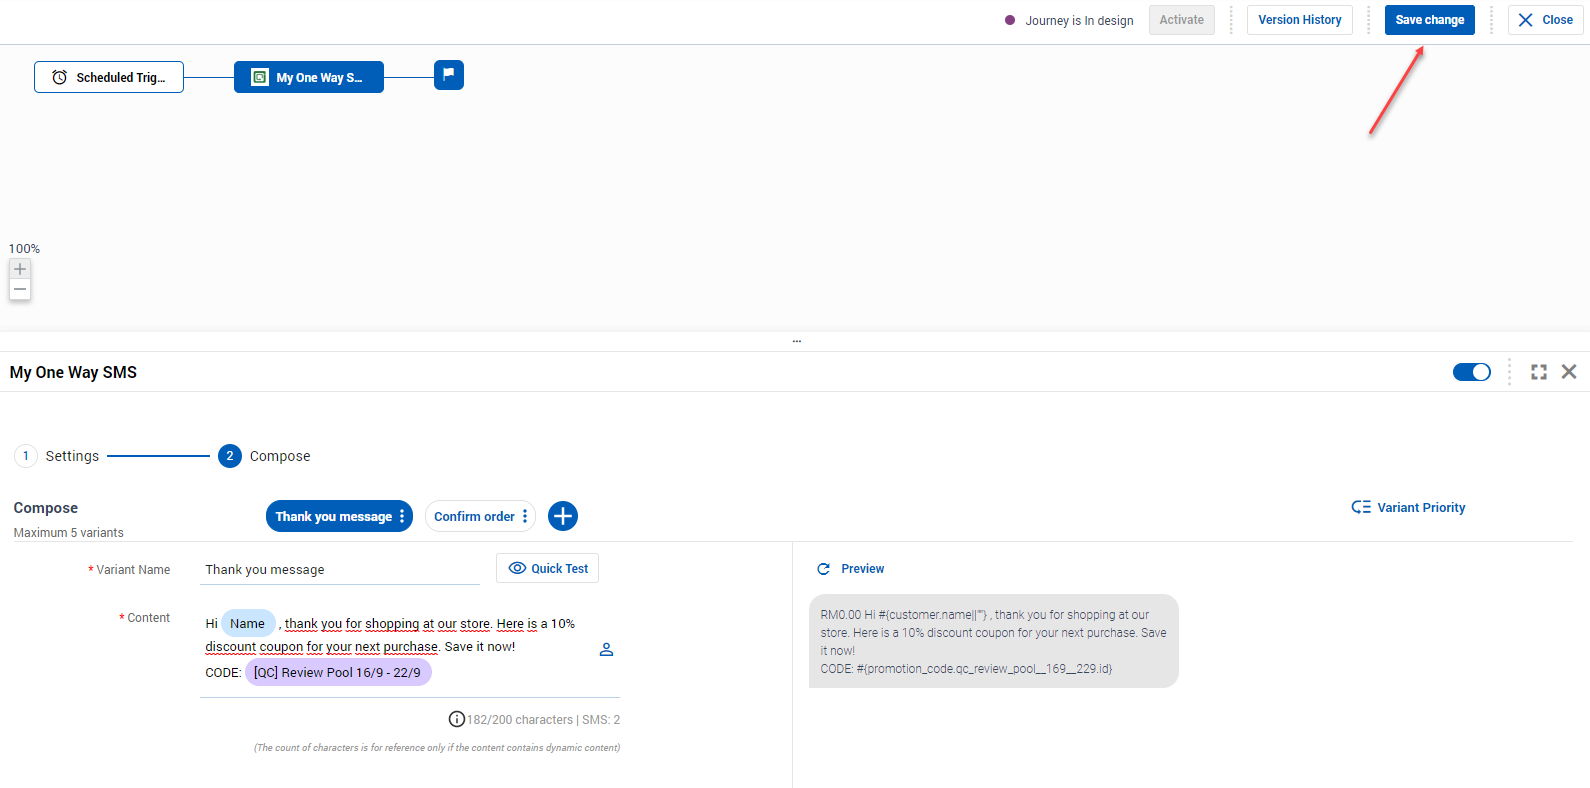 Journey is In design
Activate
Version History
Save change
Close
Scheduled Trig...
My One Way S...
100%
...
My One Way SMS
1 Settings
2 Compose
Compose
Maximum 5 variants
Thank you message
Confirm order
Variant Priority
* Variant Name
Thank you message
Quick Test
* Content
Hi Name , thank you for shopping at our store. Here is a 10%
discount coupon for your next purchase. Save it now!
CODE: [QC] Review Pool 16/9 - 22/9
182/200 characters | SMS: 2
(The count of characters is for reference only if the content contains dynamic content)
Preview
RM0.00 Hi #{customer.name||""} , thank you for shopping at our
store. Here is a 10% discount coupon for your next purchase. Save
it now!
CODE: #{promotion_code.qc_review_pool__169__229.id}